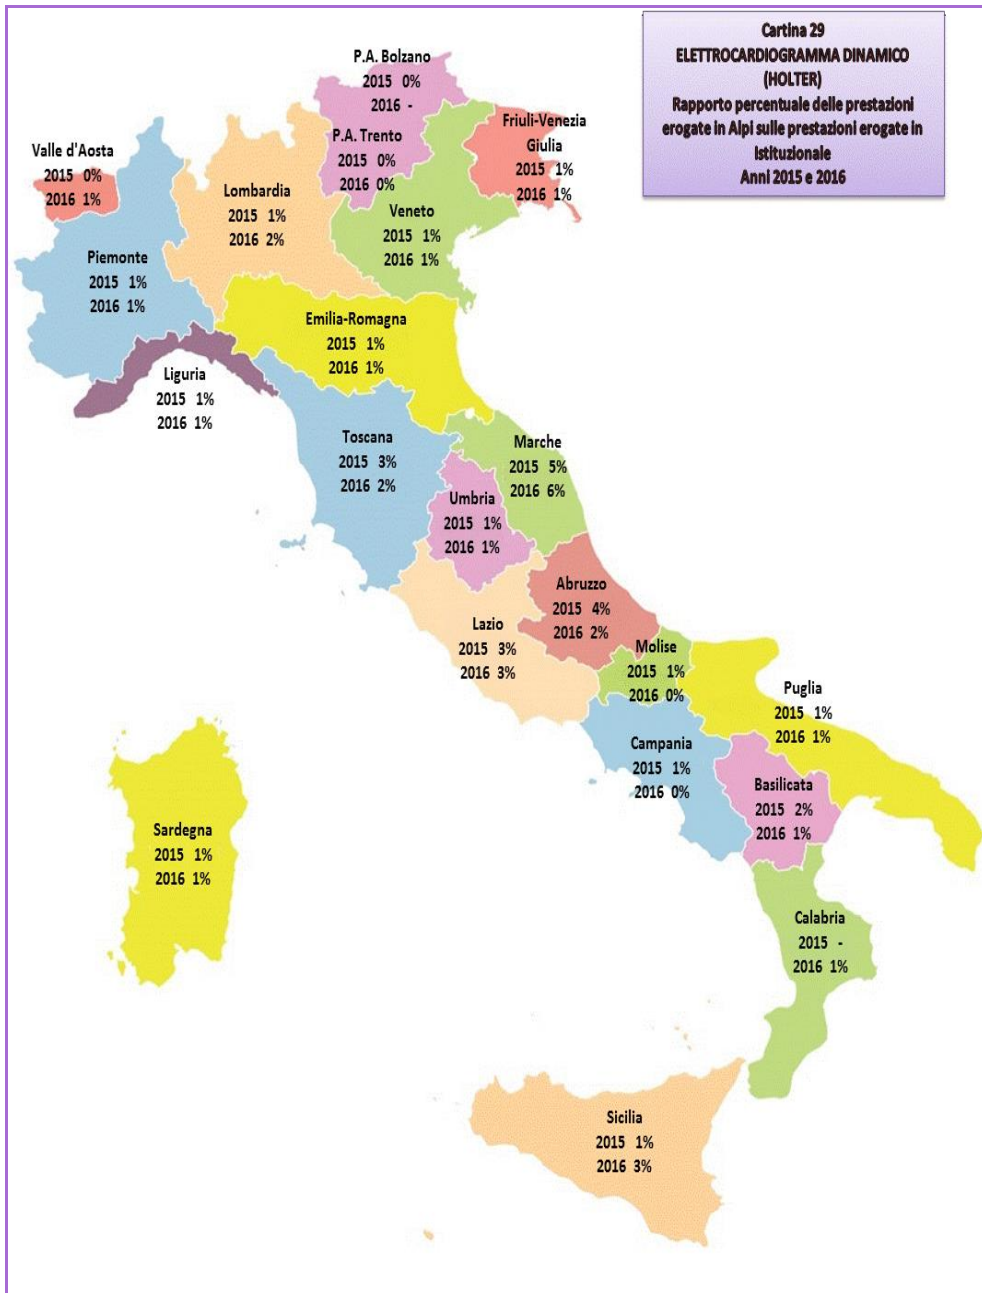 Cartina 29
ELETTROCARDIOGRAMMA DINAMICO
(HOLTER)
Rapporto percentuale delle prestazioni
erogate in Alpi sulle prestazioni erogate in
Istituzionale
Anni 2015 e 2016
P.A. Bolzano
2015 0%
2016 -
P.A. Trento
2015 0%
2016 0%
Friuli-Venezia
Giulia
2015 1%
2016 1%
Valle d'Aosta
2015 0%
2016 1%
Lombardia
2015 1%
2016 2%
Veneto
2015 1%
2016 1%
Piemonte
2015 1%
2016 1%
Emilia-Romagna
2015 1%
2016 1%
Liguria
2015 1%
2016 1%
Toscana
2015 3%
2016 2%
Marche
2015 5%
2016 6%
Umbria
2015 1%
2016 1%
Abruzzo
2015 4%
2016 2%
Lazio
2015 3%
2016 3%
Molise
2015 1%
2016 0%
Puglia
2015 1%
2016 1%
Campania
2015 1%
2016 0%
Basilicata
2015 2%
2016 1%
Sardegna
2015 1%
2016 1%
Calabria
2015 -
2016 1%
Sicilia
2015 1%
2016 3%